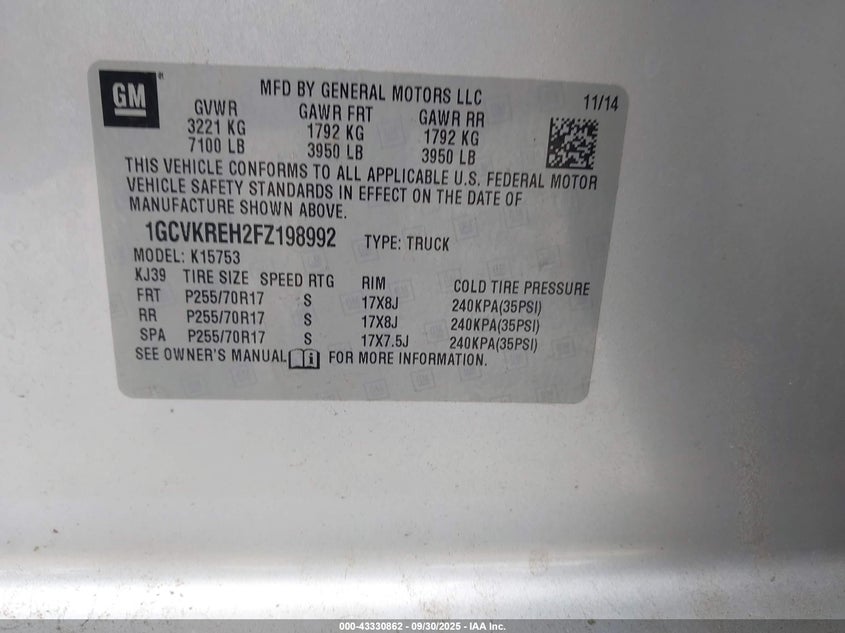 GM
MFD BY GENERAL MOTORS LLC
11/14
GVWR GAWR FRT GAWR RR
3221 KG 1792 KG 1792 KG
7100 LB 3950 LB 3950 LB
THIS VEHICLE CONFORMS TO ALL APPLICABLE U.S. FEDERAL MOTOR
VEHICLE SAFETY STANDARDS IN EFFECT ON THE DATE OF
MANUFACTURE SHOWN ABOVE.
1GCVKREH2FZ198992 TYPE: TRUCK
MODEL: K15753
KJ39 TIRE SIZE SPEED RTG RIM COLD TIRE PRESSURE
FRT P255/70R17 S 17X8J 240KPA(35PSI)
RR P255/70R17 S 17X8J 240KPA(35PSI)
SPA P255/70R17 S 17X7.5J 240KPA(35PSI)
SEE OWNER'S MANUAL FOR MORE INFORMATION.
000-43330862 - 09/30/2025 - IAA Inc.